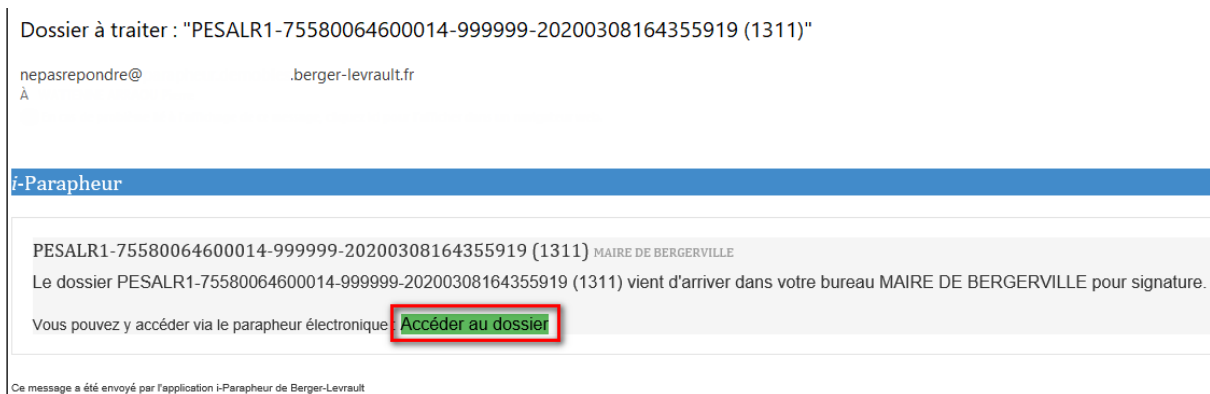 Dossier à traiter : "PESALR1-75580064600014-999999-20200308164355919 (1311)"
nepasrepondre@ .berger-levrault.fr
À
i-Parapheur
PESALR1-75580064600014-999999-20200308164355919 (1311) MAIRE DE BERGERVILLE
Le dossier PESALR1-75580064600014-999999-20200308164355919 (1311) vient d'arriver dans votre bureau MAIRE DE BERGERVILLE pour signature.
Vous pouvez y accéder via le parapheur électronique : Accéder au dossier
Ce message a été envoyé par l'application i-Parapheur de Berger-Levrault